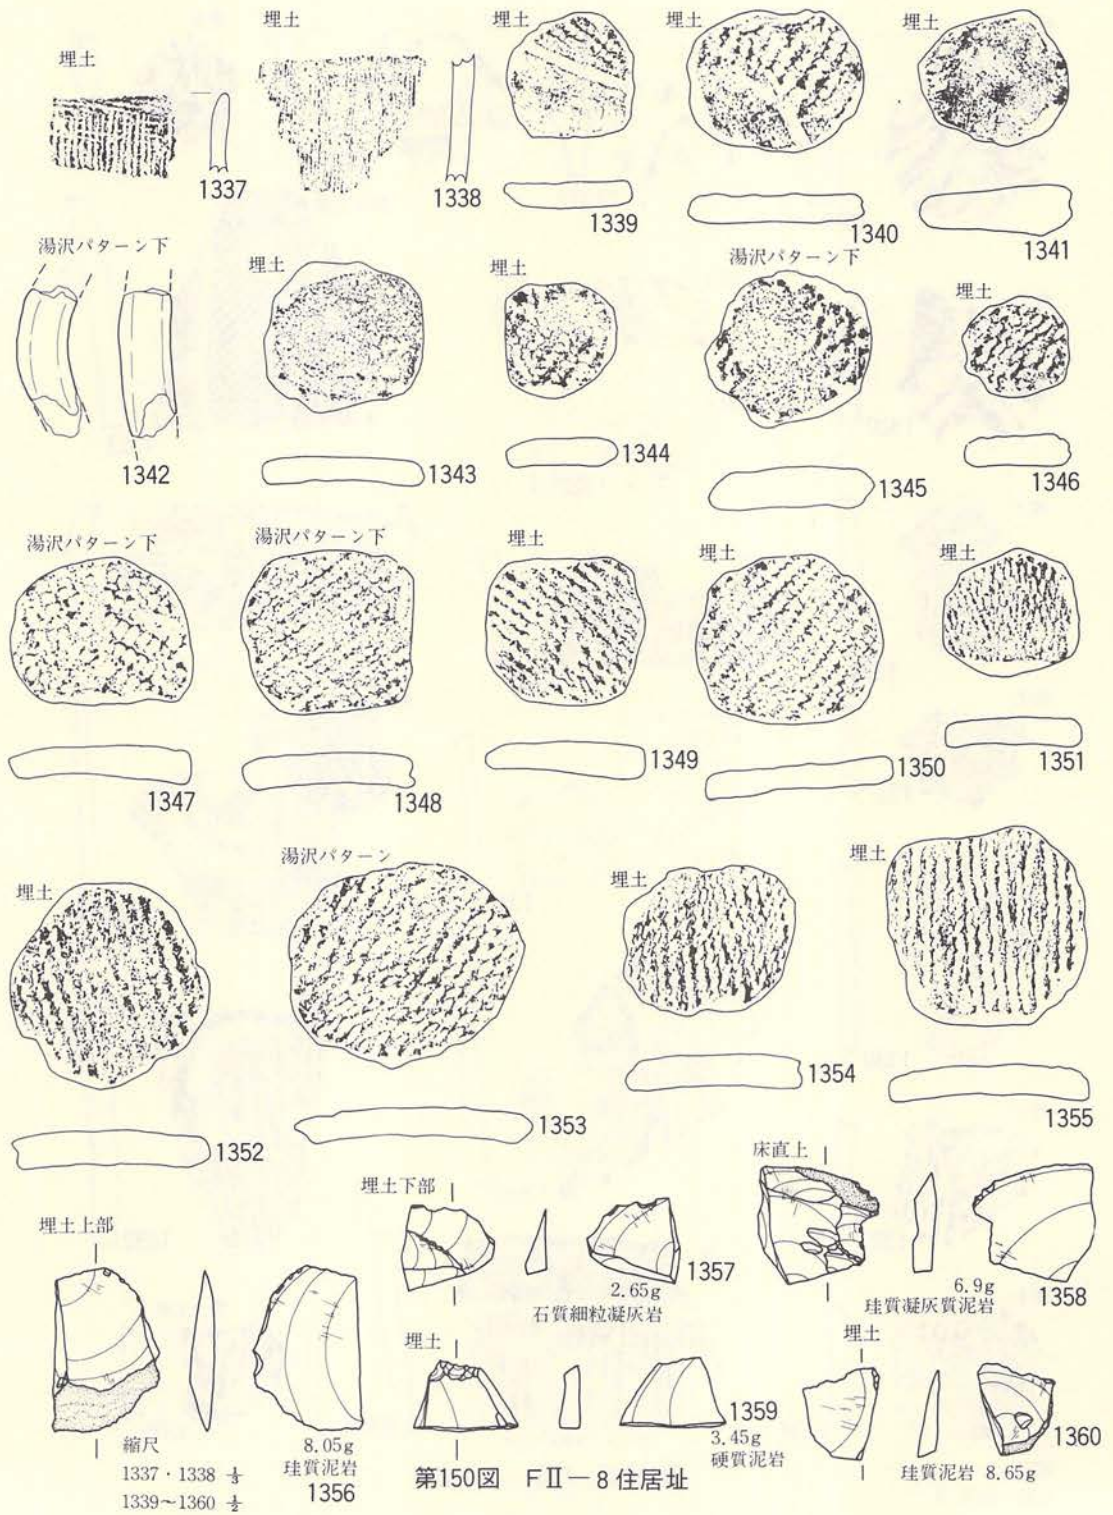 埋土
1337
埋土
1338
埋土
1339
埋土
1340
埋土
1341
湯沢パターン下
1342
埋土
1343
埋土
1344
湯沢パターン下
1345
埋土
1346
湯沢パターン下
1347
湯沢パターン下
1348
埋土
1349
埋土
1350
埋土
1351
埋土
1352
湯沢パターン
1353
埋土
1354
埋土
1355
埋土上部
8.05g
珪質泥岩
1356
埋土下部
1357
2.65g
石質細粒凝灰岩
床直上
6.9g
1358
珪質凝灰質泥岩
埋土
1359
3.45g
硬質泥岩
埋土
1360
珪質泥岩 8.65g
縮尺
1337・1338 ⅓
1339~1360 ½
第150図 FⅡ—8住居址